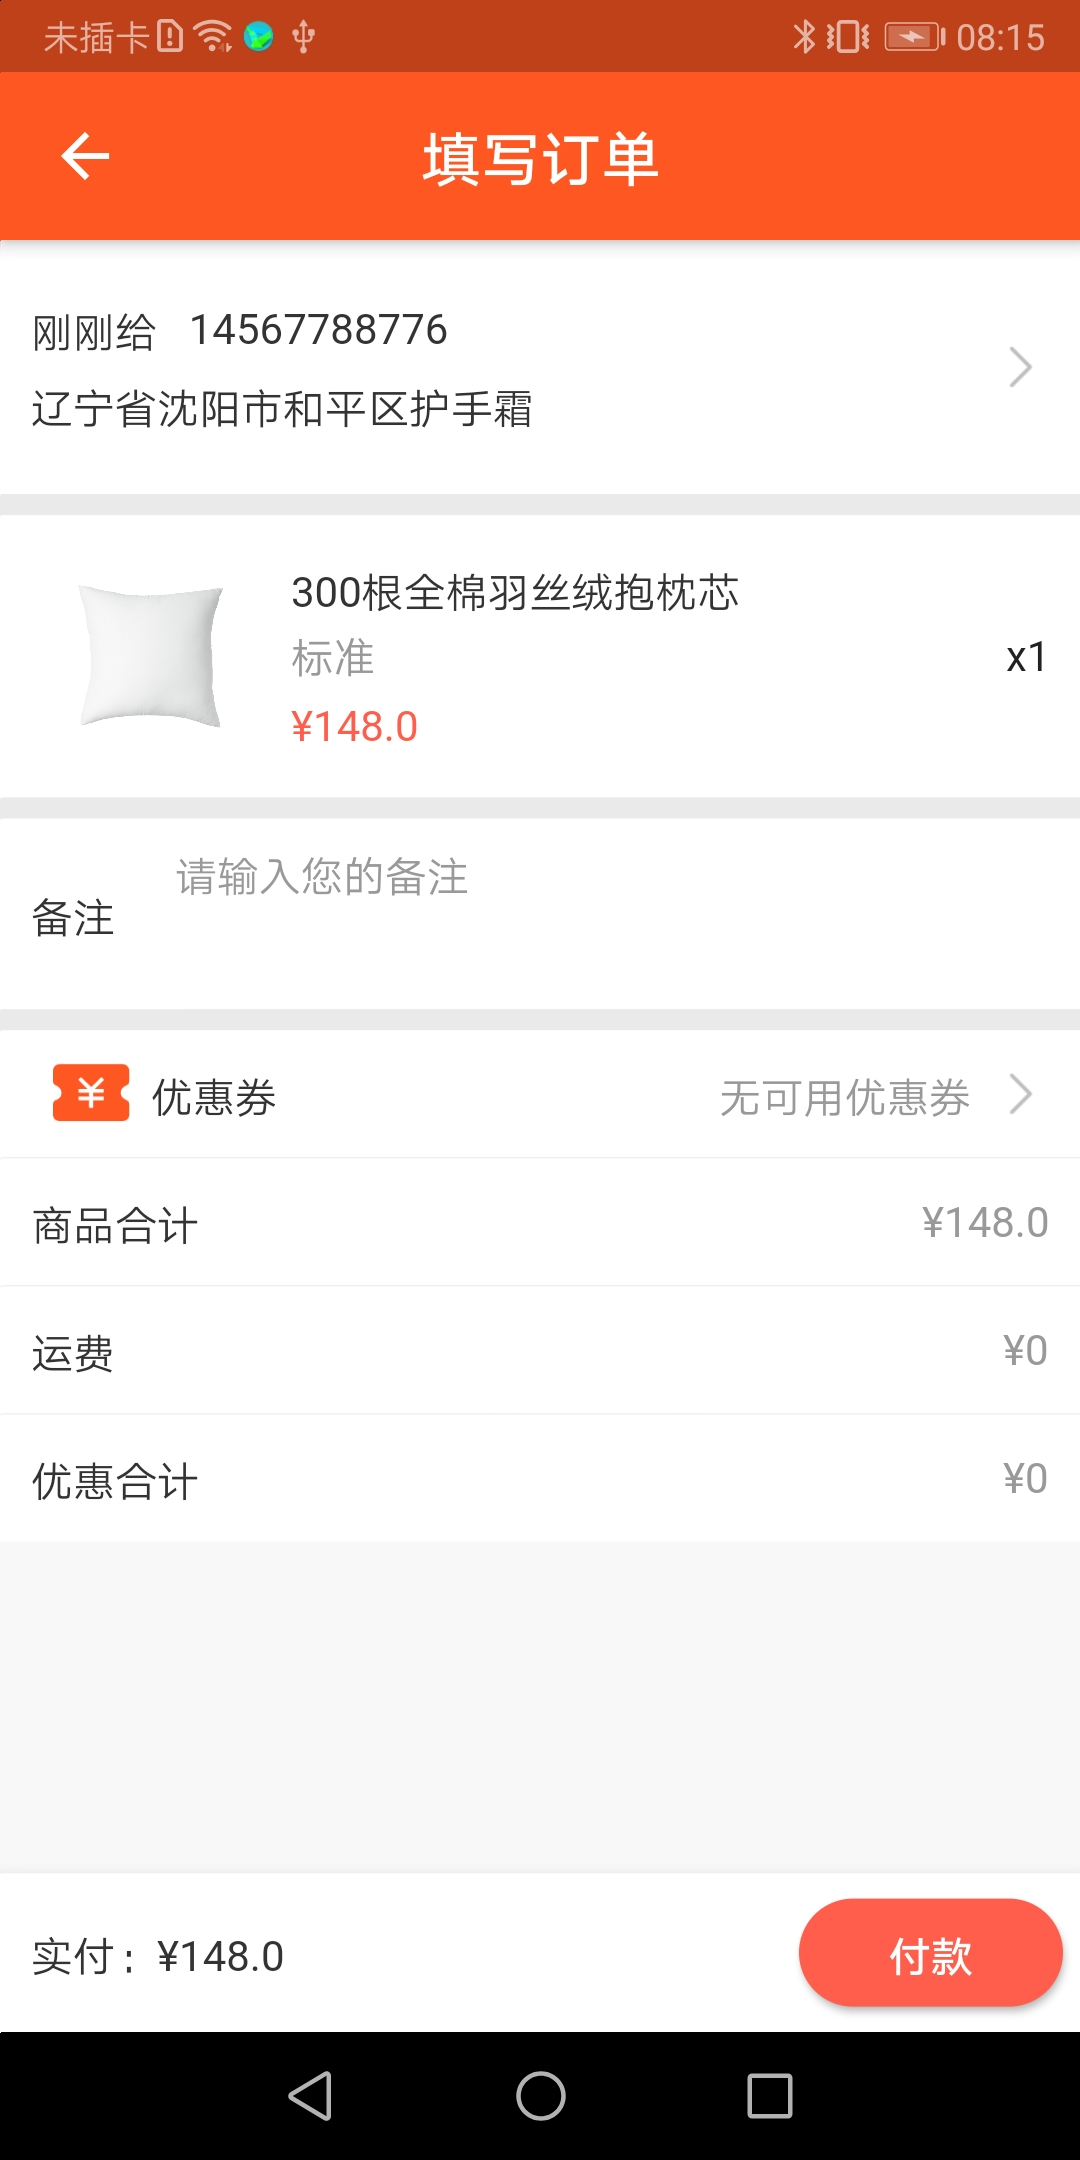 未插卡 08:15
填写订单
刚刚给 14567788776
辽宁省沈阳市和平区护手霜
300根全棉羽丝绒抱枕芯
标准
x1
¥148.0
请输入您的备注
备注
¥ 优惠券 无可用优惠券
商品合计 ¥148.0
运费 ¥0
优惠合计 ¥0
实付：¥148.0 付款